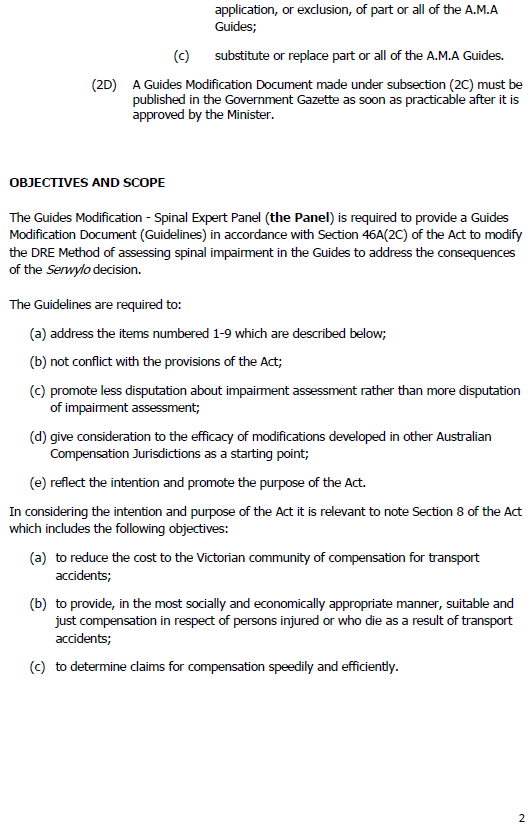 application, or exclusion, of part or all of the A.M.A
Guides;
(c) substitute or replace part or all of the A.M.A Guides.
(2D) A Guides Modification Document made under subsection (2C) must be
published in the Government Gazette as soon as practicable after it is
approved by the Minister.
OBJECTIVES AND SCOPE
The Guides Modification - Spinal Expert Panel (the Panel) is required to provide a Guides
Modification Document (Guidelines) in accordance with Section 46A(2C) of the Act to modify
the DRE Method of assessing spinal impairment in the Guides to address the consequences
of the Serwylo decision.
The Guidelines are required to:
(a) address the items numbered 1-9 which are described below;
(b) not conflict with the provisions of the Act;
(c) promote less disputation about impairment assessment rather than more disputation
of impairment assessment;
(d) give consideration to the efficacy of modifications developed in other Australian
Compensation Jurisdictions as a starting point;
(e) reflect the intention and promote the purpose of the Act.
In considering the intention and purpose of the Act it is relevant to note Section 8 of the Act
which includes the following objectives:
(a) to reduce the cost to the Victorian community of compensation for transport
accidents;
(b) to provide, in the most socially and economically appropriate manner, suitable and
just compensation in respect of persons injured or who die as a result of transport
accidents;
(c) to determine claims for compensation speedily and efficiently.
2